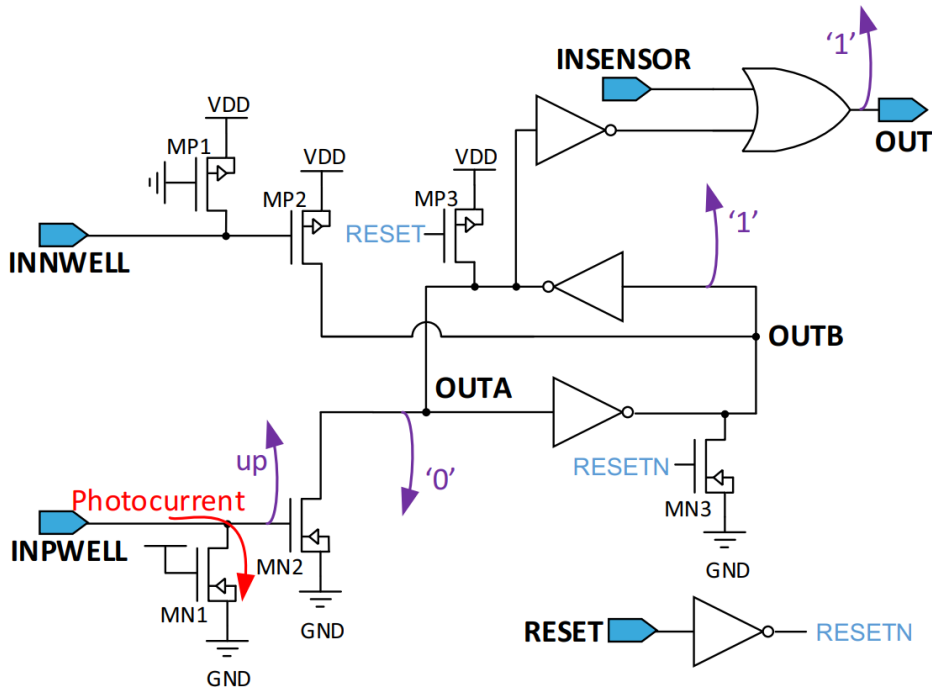 ‘1’
INSENSOR
VDD
OUT
MP1
VDD
VDD
MP2
MP3
RESET
‘1’
INNWELL
OUTB
OUTA
up
‘0’
RESETN
Photocurrent
INPWELL
MN2
MN3
MN1
GND
GND
GND
RESET
RESETN